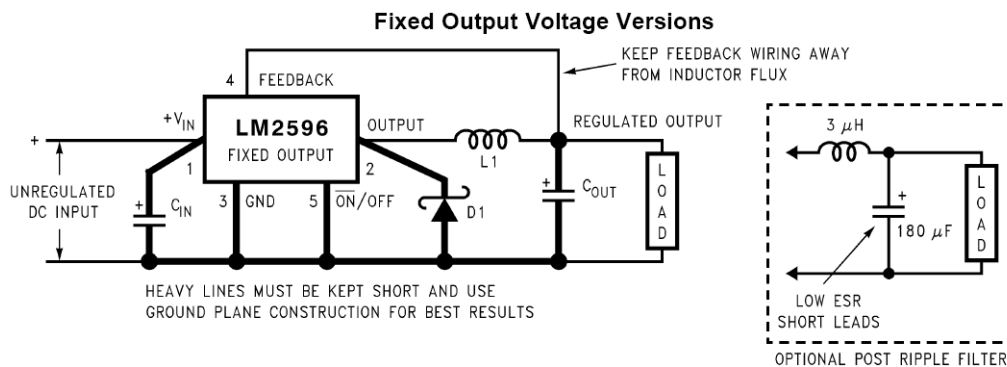 Fixed Output Voltage Versions
KEEP FEEDBACK WIRING AWAY
FROM INDUCTOR FLUX
4 FEEDBACK
+VIN
LM2596
FIXED OUTPUT
OUTPUT
REGULATED OUTPUT
+
1
2
L1
UNREGULATED
DC INPUT
+
CIN
3 GND
5 ON/OFF
D1
+
COUT
LOAD
HEAVY LINES MUST BE KEPT SHORT AND USE
GROUND PLANE CONSTRUCTION FOR BEST RESULTS
3 μH
+
180 μF
LOAD
LOW ESR
SHORT LEADS
OPTIONAL POST RIPPLE FILTER